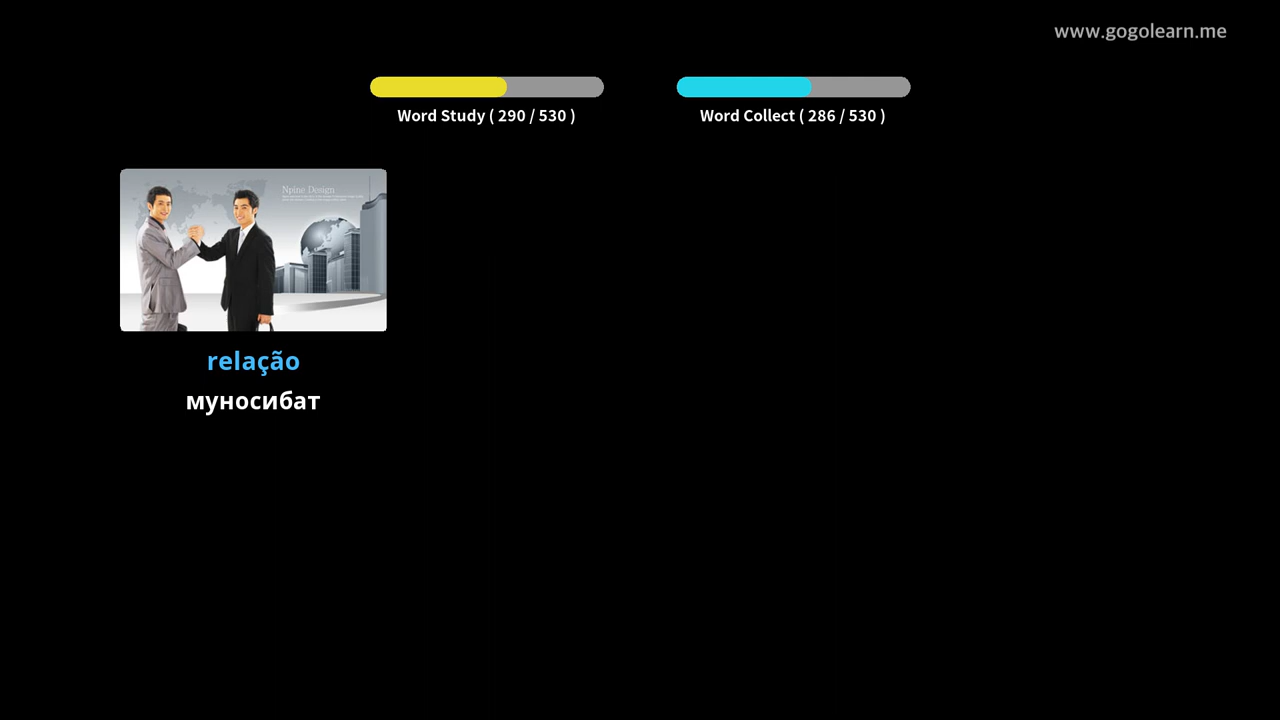 www.gogolearn.me
Word Study ( 290 / 530 )
Word Collect ( 286 / 530 )
Npine Design
relação
муносибат